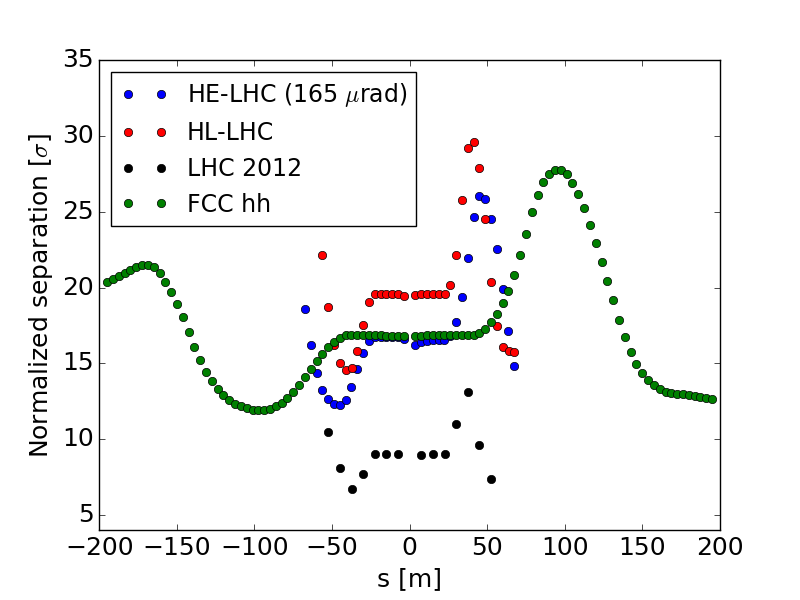 35
30
25
20
15
10
5
Normalized separation [σ]
HE-LHC (165 μrad)
HL-LHC
LHC 2012
FCC hh
−200 −150 −100 −50 0 50 100 150 200
s [m]